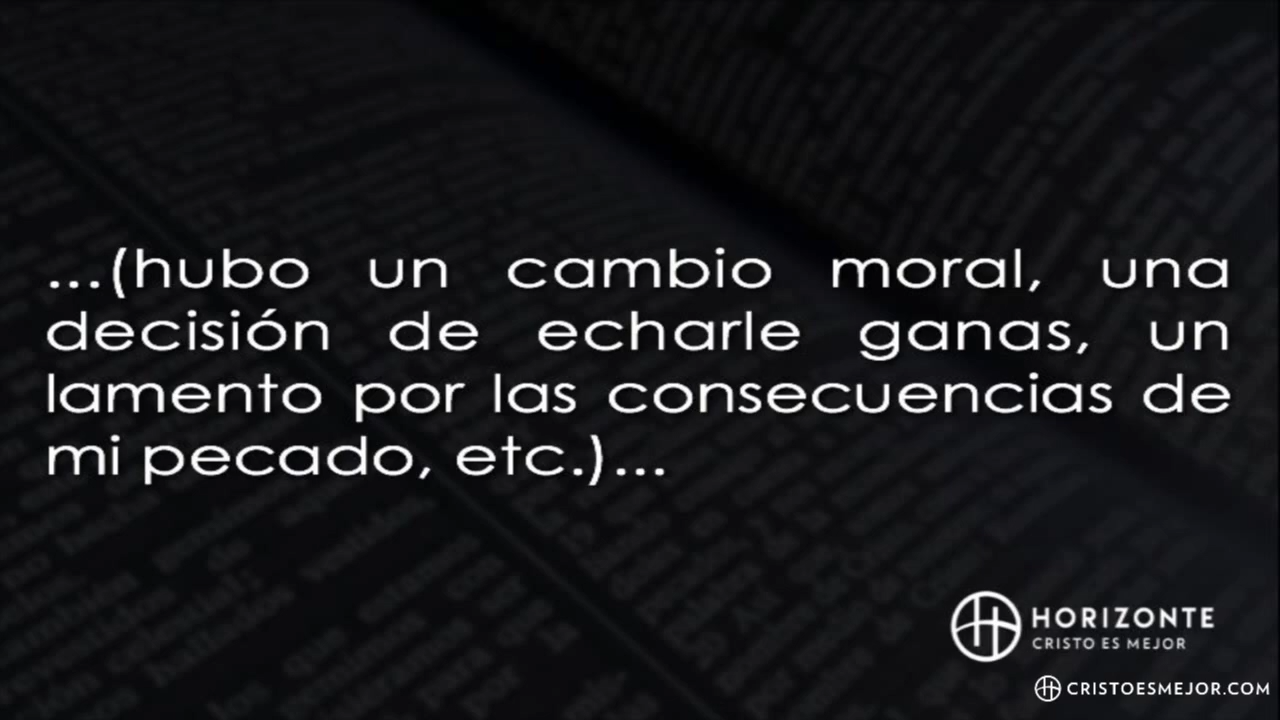 ...(hubo un cambio moral, una
decisión de echarle ganas, un
lamento por las consecuencias de
mi pecado, etc.)...
HORIZONTE
CRISTO ES MEJOR
CRISTOESMEJOR.COM